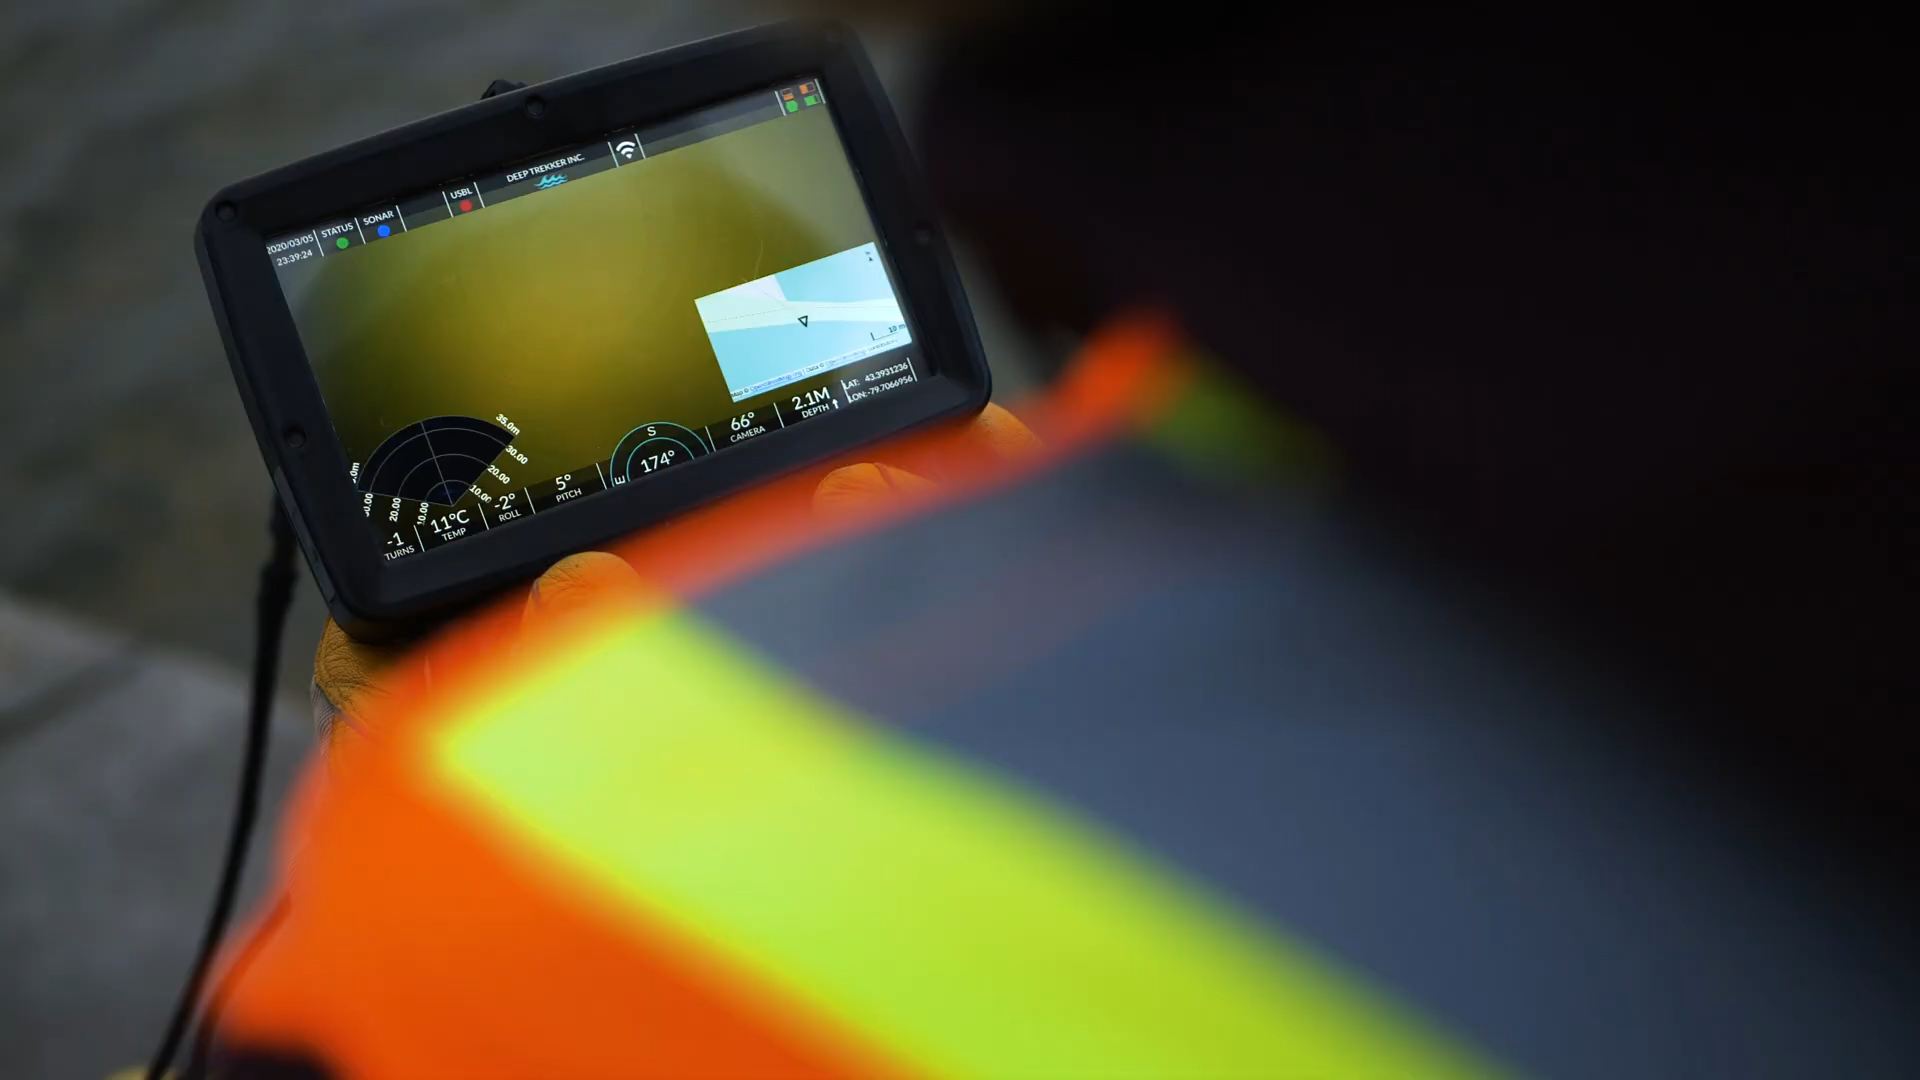 2020/03/05
23:39:24
STATUS
SONAR
USBL
DEEP TREKKER INC.
10 m
35.0m
30.00
20.00
10.00
20.00
10.00
-1
TURNS
11°C
TEMP
-2°
ROLL
5°
PITCH
S
E
174°
66°
CAMERA
2.1M
DEPTH
LAT: 43.3931236
LON: -79.7066956